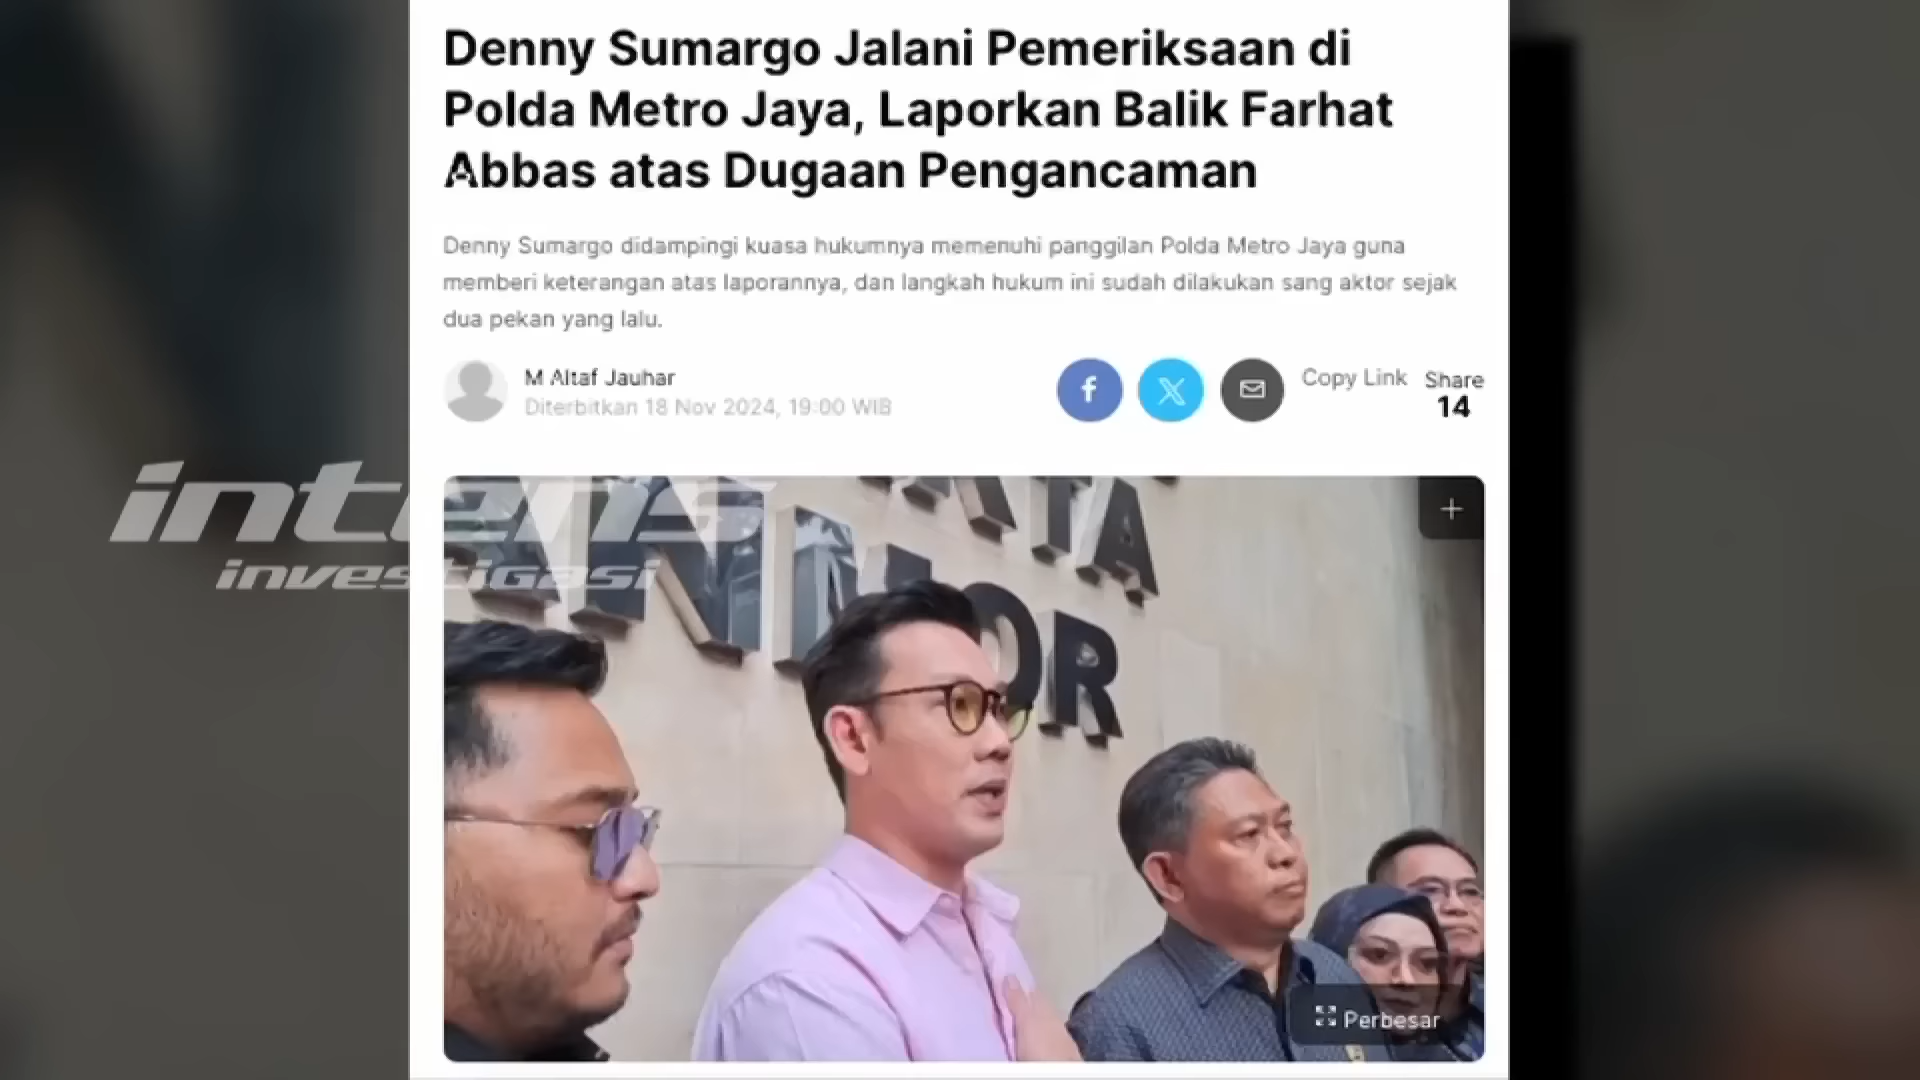 Denny Sumargo Jalani Pemeriksaan di
Polda Metro Jaya, Laporkan Balik Farhat
Abbas atas Dugaan Pengancaman
Denny Sumargo didampingi kuasa hukumnya memenuhi panggilan Polda Metro Jaya guna
memberi keterangan atas laporannya, dan langkah hukum ini sudah dilakukan sang aktor sejak
dua pekan yang lalu.
M Altaf Jauhar
Diterbitkan 18 Nov 2024, 19:00 WIB
Copy Link
Share
14
intens
investigasi
Perbesar